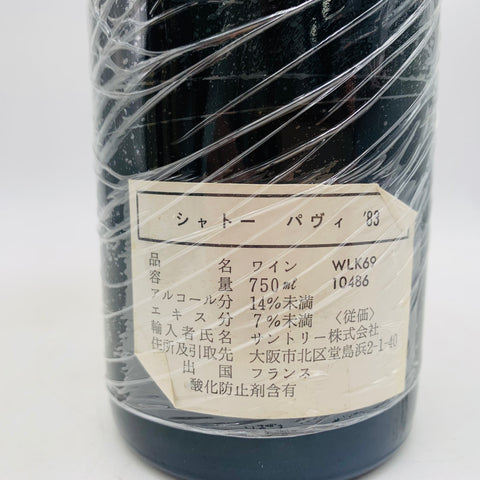 シャトー パヴィ '83
品名 ワイン WLK69
容量 750ml 10486
アルコール分 14%未満
エキス分 7%未満 〈従価〉
輸入者氏名 サントリー株式会社
住所及引取先 大阪市北区堂島浜2-1-40
出国 フランス
酸化防止剤含有